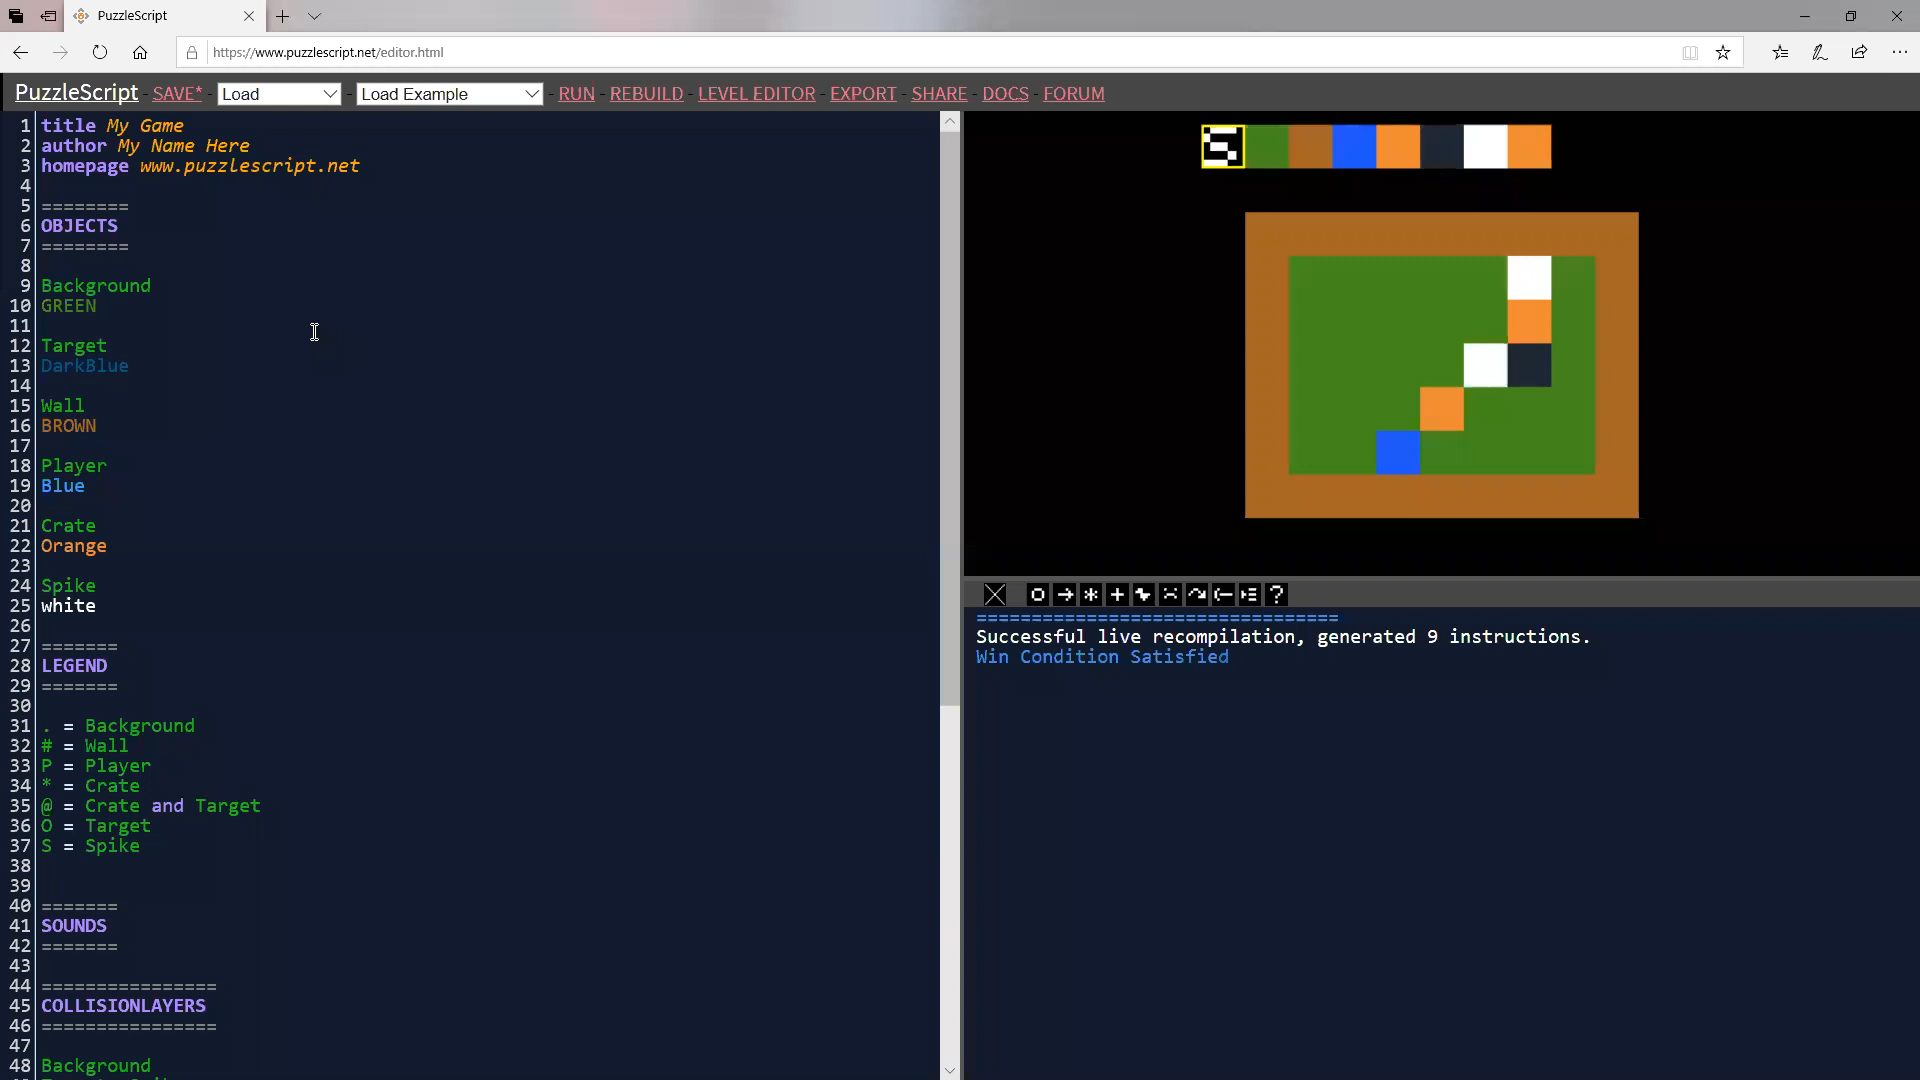 PuzzleScript
https://www.puzzlescript.net/editor.html
PuzzleScript - SAVE* - Load - Load Example - RUN - REBUILD - LEVEL EDITOR - EXPORT - SHARE - DOCS - FORUM
1 title My Game
2 author My Name Here
3 homepage www.puzzlescript.net
4
5 ========
6 OBJECTS
7 ========
8
9 Background
10 GREEN
11
12 Target
13 DarkBlue
14
15 Wall
16 BROWN
17
18 Player
19 Blue
20
21 Crate
22 Orange
23
24 Spike
25 white
26
27 =======
28 LEGEND
29 =======
30
31 . = Background
32 # = Wall
33 P = Player
34 * = Crate
35 @ = Crate and Target
36 O = Target
37 S = Spike
38
39
40 =======
41 SOUNDS
42 =======
43
44 ================
45 COLLISIONLAYERS
46 ================
47
48 Background
S
=================================
Successful live recompilation, generated 9 instructions.
Win Condition Satisfied